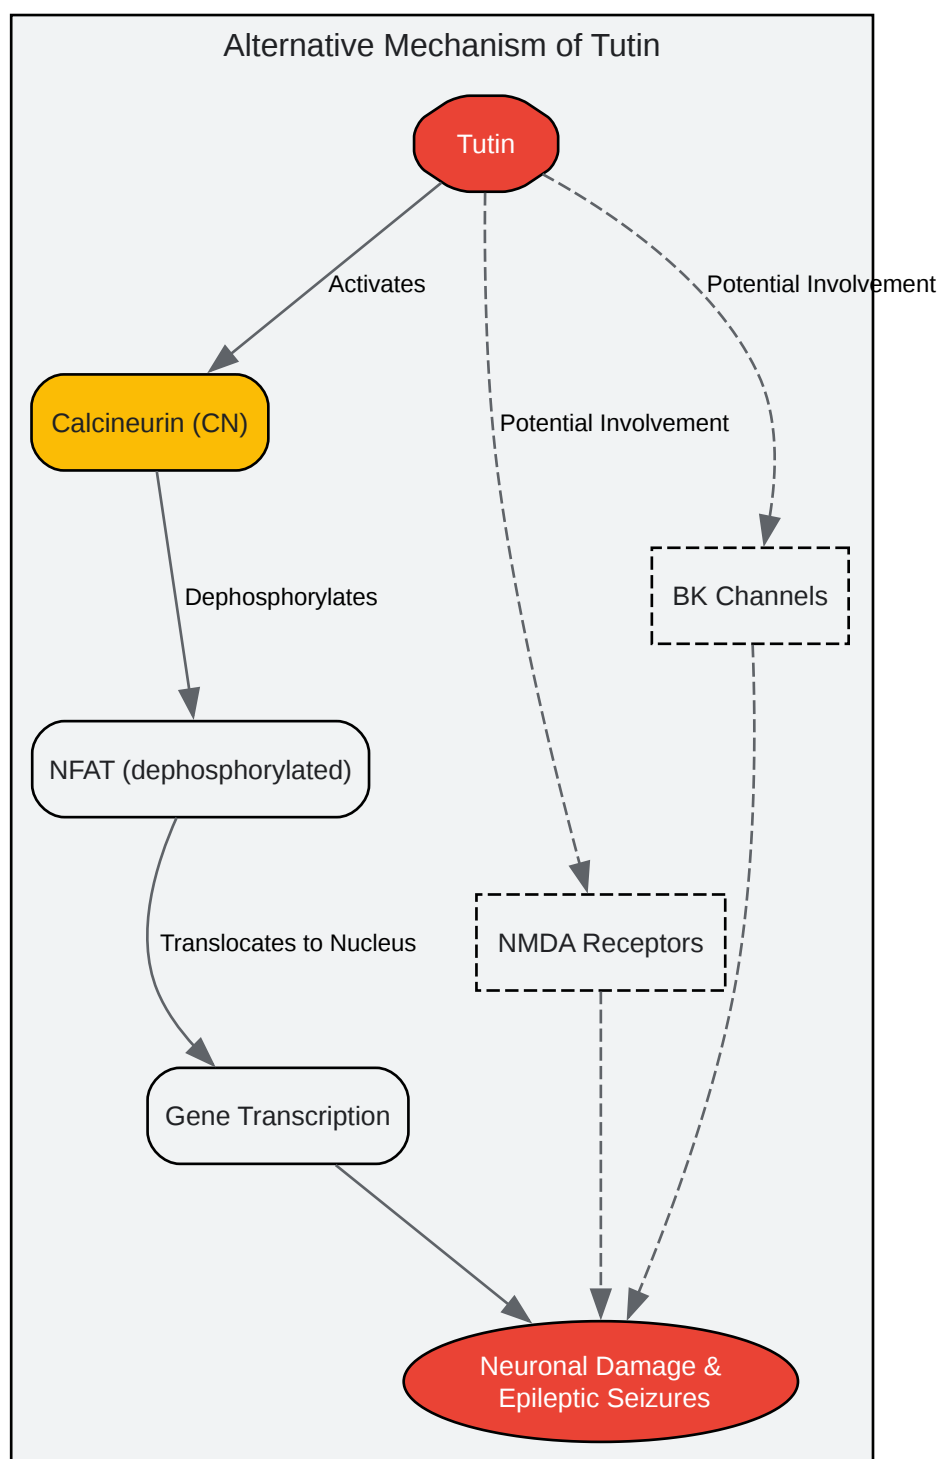 Alternative Mechanism of Tutin
Tutin
Activates
Potential Involvement
Calcineurin (CN)
Potential Involvement
Dephosphorylates
BK Channels
NFAT (dephosphorylated)
Translocates to Nucleus
NMDA Receptors
Gene Transcription
Neuronal Damage &
Epileptic Seizures